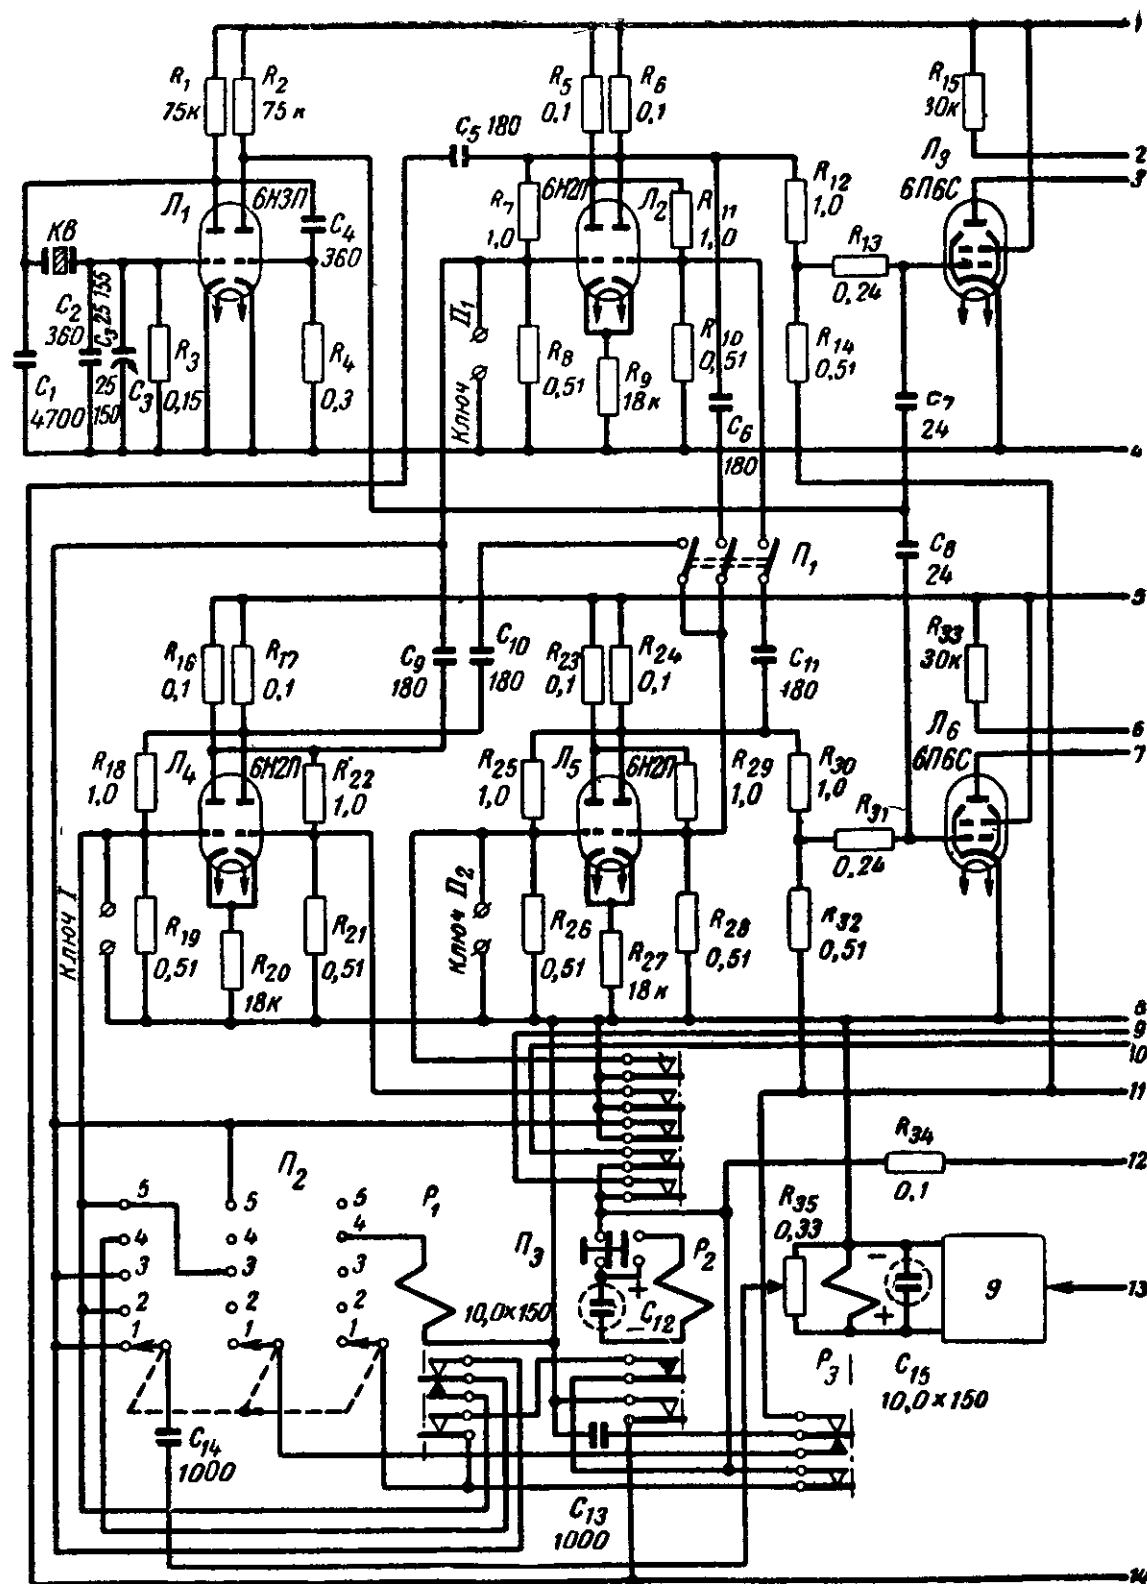 1
R₁
75к
R₂
75к
R₅
0,1
R₆
0,1
R₁₅
30к
C₅ 180
Л₃
6П6С
2
3
Л₁
6Н3П
C₄
360
КВ
R₇
1,0
6Н2П
Л₂
R₁₁
1,0
R₁₂
1,0
R₁₃
0,24
C₂
360
C₃ 25 155
25
150
C₃
R₃
0,15
R₄
0,3
C₁
4700
Д₁
Ключ
R₈
0,51
R₉
18к
R₁₀
0,51
C₆
180
R₁₄
0,51
C₇
24
4
П₁
C₈
24
5
R₁₆
0,1
R₁₇
0,1
C₉
180
C₁₀
180
R₂₃
0,1
R₂₄
0,1
C₁₁
180
R₃₃
30к
6
7
R₁₈
1,0
Л₄
6Н2П
R₂₂
1,0
R₂₅
1,0
Л₅
6Н2П
R₂₉
1,0
R₃₀
1,0
R₃₁
0,24
Л₆
6П6С
Ключ I
R₁₉
0,51
R₂₀
18к
R₂₁
0,51
Ключ Д₂
R₂₆
0,51
R₂₇
18к
R₂₈
0,51
R₃₂
0,51
8
9
10
11
12
R₃₄
0,1
П₂
5
4
3
2
1
5
4
3
2
1
5
4
3
2
1
P₁
10,0×150
П₃
+
− C₁₂
P₂
R₃₅
0,33
−
+
9
13
P₃
C₁₅
10,0×150
C₁₄
1000
C₁₃
1000
14